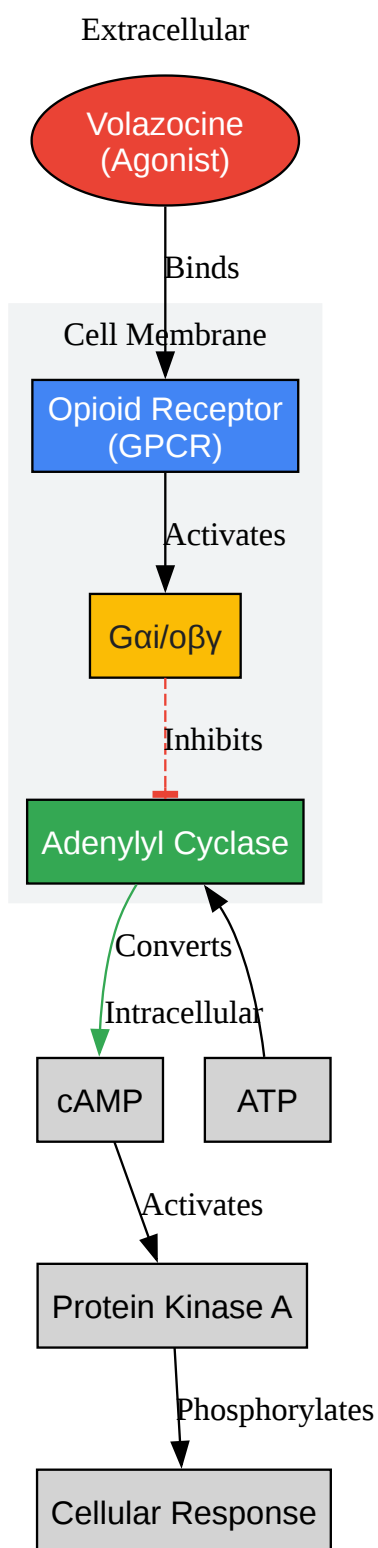 Extracellular
Volazocine
(Agonist)
Binds
Cell Membrane
Opioid Receptor
(GPCR)
Activates
Gαi/oβγ
Inhibits
Adenylyl Cyclase
Converts
Intracellular
cAMP
ATP
Activates
Protein Kinase A
Phosphorylates
Cellular Response